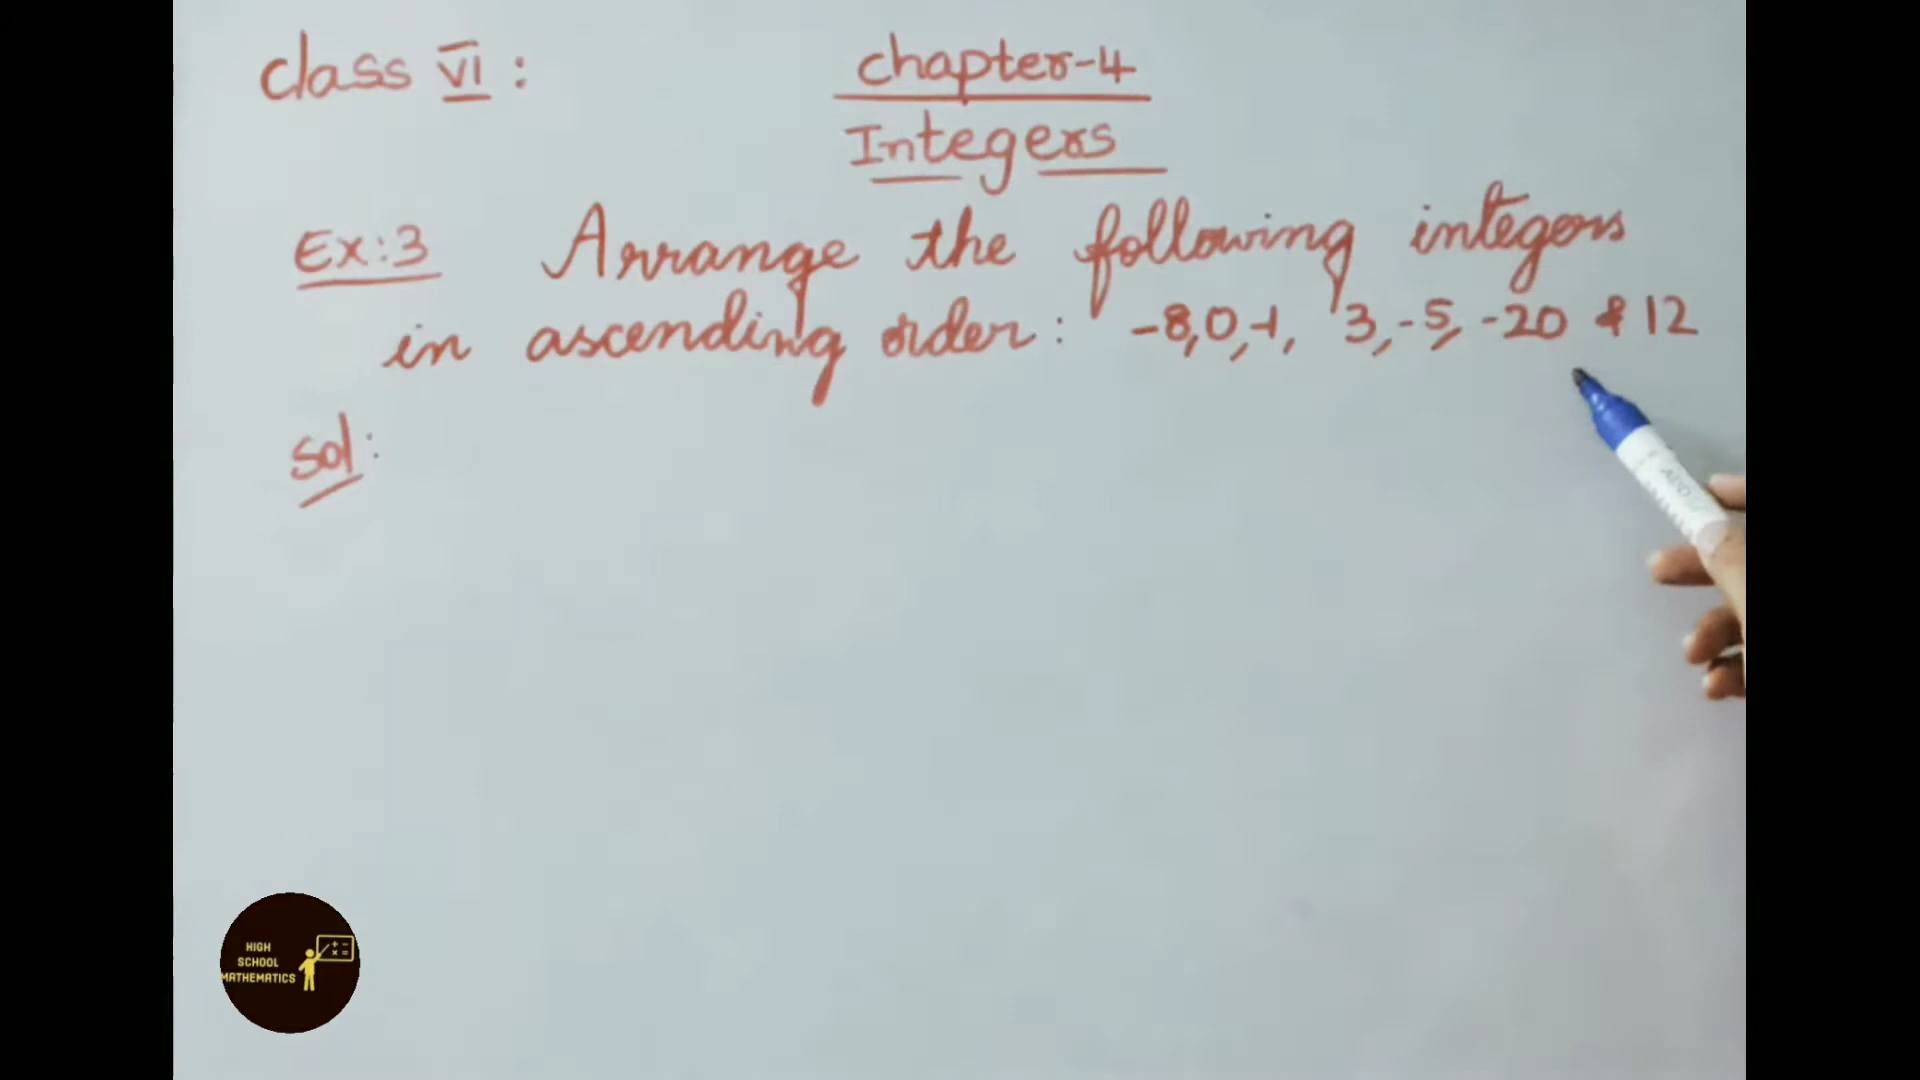 Class VI :
Chapter-4
Integers
Ex:3 Arrange the following integers
in ascending order : -8, 0, -1, 3, -5, -20 & 12
Sol:
HIGH
SCHOOL
MATHEMATICS